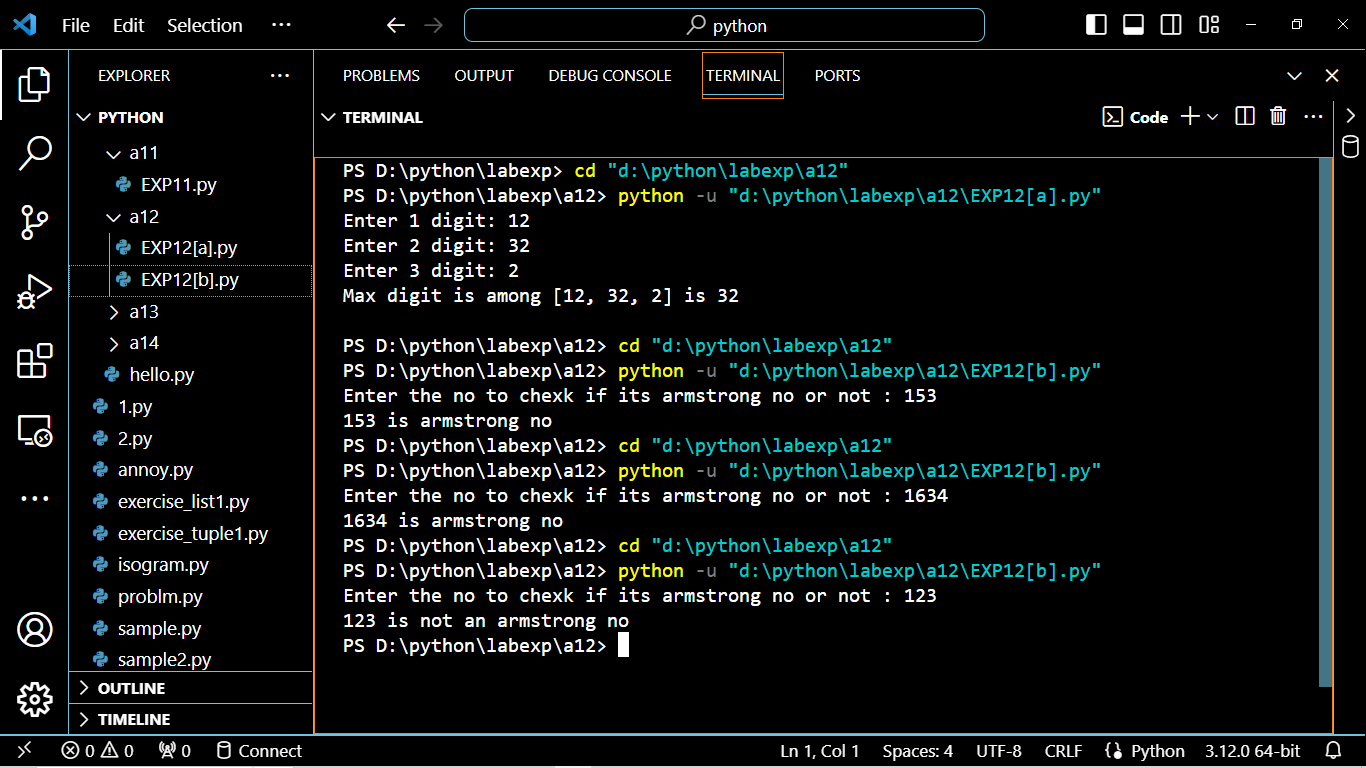 File Edit Selection ···
python
EXPLORER ···
PYTHON
a11
EXP11.py
a12
EXP12[a].py
EXP12[b].py
a13
a14
hello.py
1.py
2.py
annoy.py
exercise_list1.py
exercise_tuple1.py
isogram.py
problm.py
sample.py
sample2.py
OUTLINE
TIMELINE
PROBLEMS OUTPUT DEBUG CONSOLE TERMINAL PORTS
TERMINAL
Code
PS D:\python\labexp> cd "d:\python\labexp\a12"
PS D:\python\labexp\a12> python -u "d:\python\labexp\a12\EXP12[a].py"
Enter 1 digit: 12
Enter 2 digit: 32
Enter 3 digit: 2
Max digit is among [12, 32, 2] is 32
PS D:\python\labexp\a12> cd "d:\python\labexp\a12"
PS D:\python\labexp\a12> python -u "d:\python\labexp\a12\EXP12[b].py"
Enter the no to chexk if its armstrong no or not : 153
153 is armstrong no
PS D:\python\labexp\a12> cd "d:\python\labexp\a12"
PS D:\python\labexp\a12> python -u "d:\python\labexp\a12\EXP12[b].py"
Enter the no to chexk if its armstrong no or not : 1634
1634 is armstrong no
PS D:\python\labexp\a12> cd "d:\python\labexp\a12"
PS D:\python\labexp\a12> python -u "d:\python\labexp\a12\EXP12[b].py"
Enter the no to chexk if its armstrong no or not : 123
123 is not an armstrong no
PS D:\python\labexp\a12>
0 0 0 Connect Ln 1, Col 1 Spaces: 4 UTF-8 CRLF Python 3.12.0 64-bit